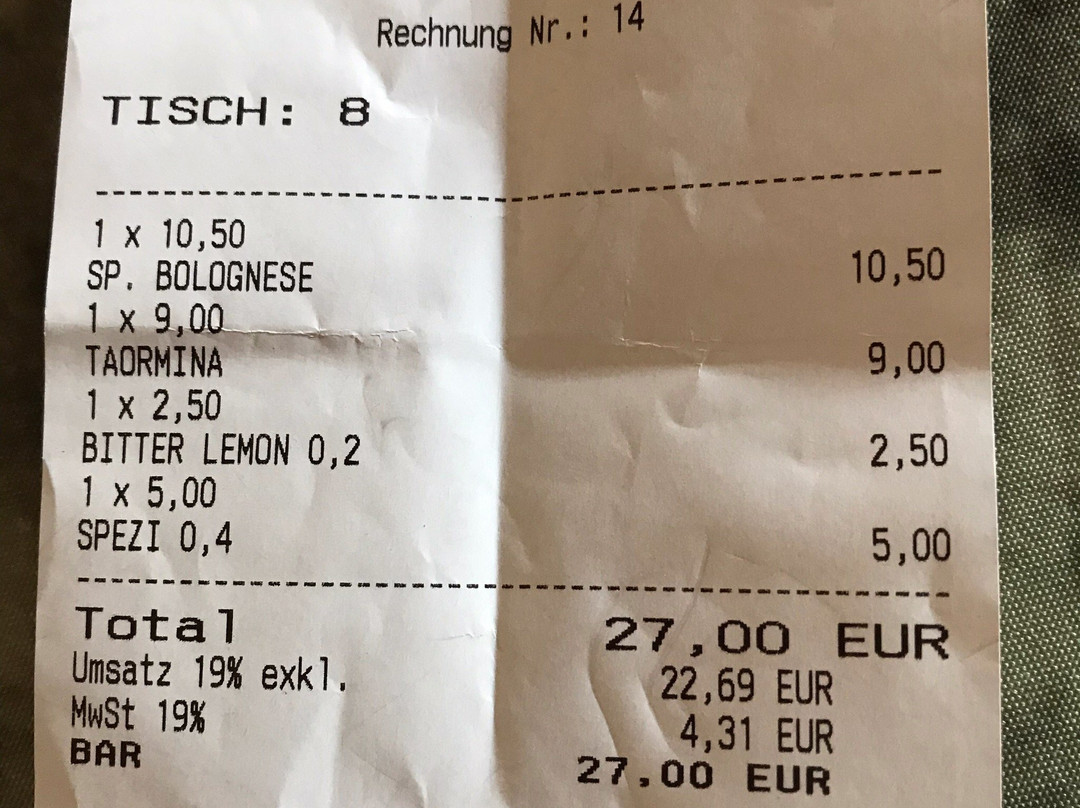 Rechnung Nr.: 14
TISCH: 8
1 x 10,50
SP. BOLOGNESE 10,50
1 x 9,00
TAORMINA 9,00
1 x 2,50
BITTER LEMON 0,2 2,50
1 x 5,00
SPEZI 0,4 5,00
Total 27,00 EUR
Umsatz 19% exkl. 22,69 EUR
MwSt 19% 4,31 EUR
BAR 27,00 EUR